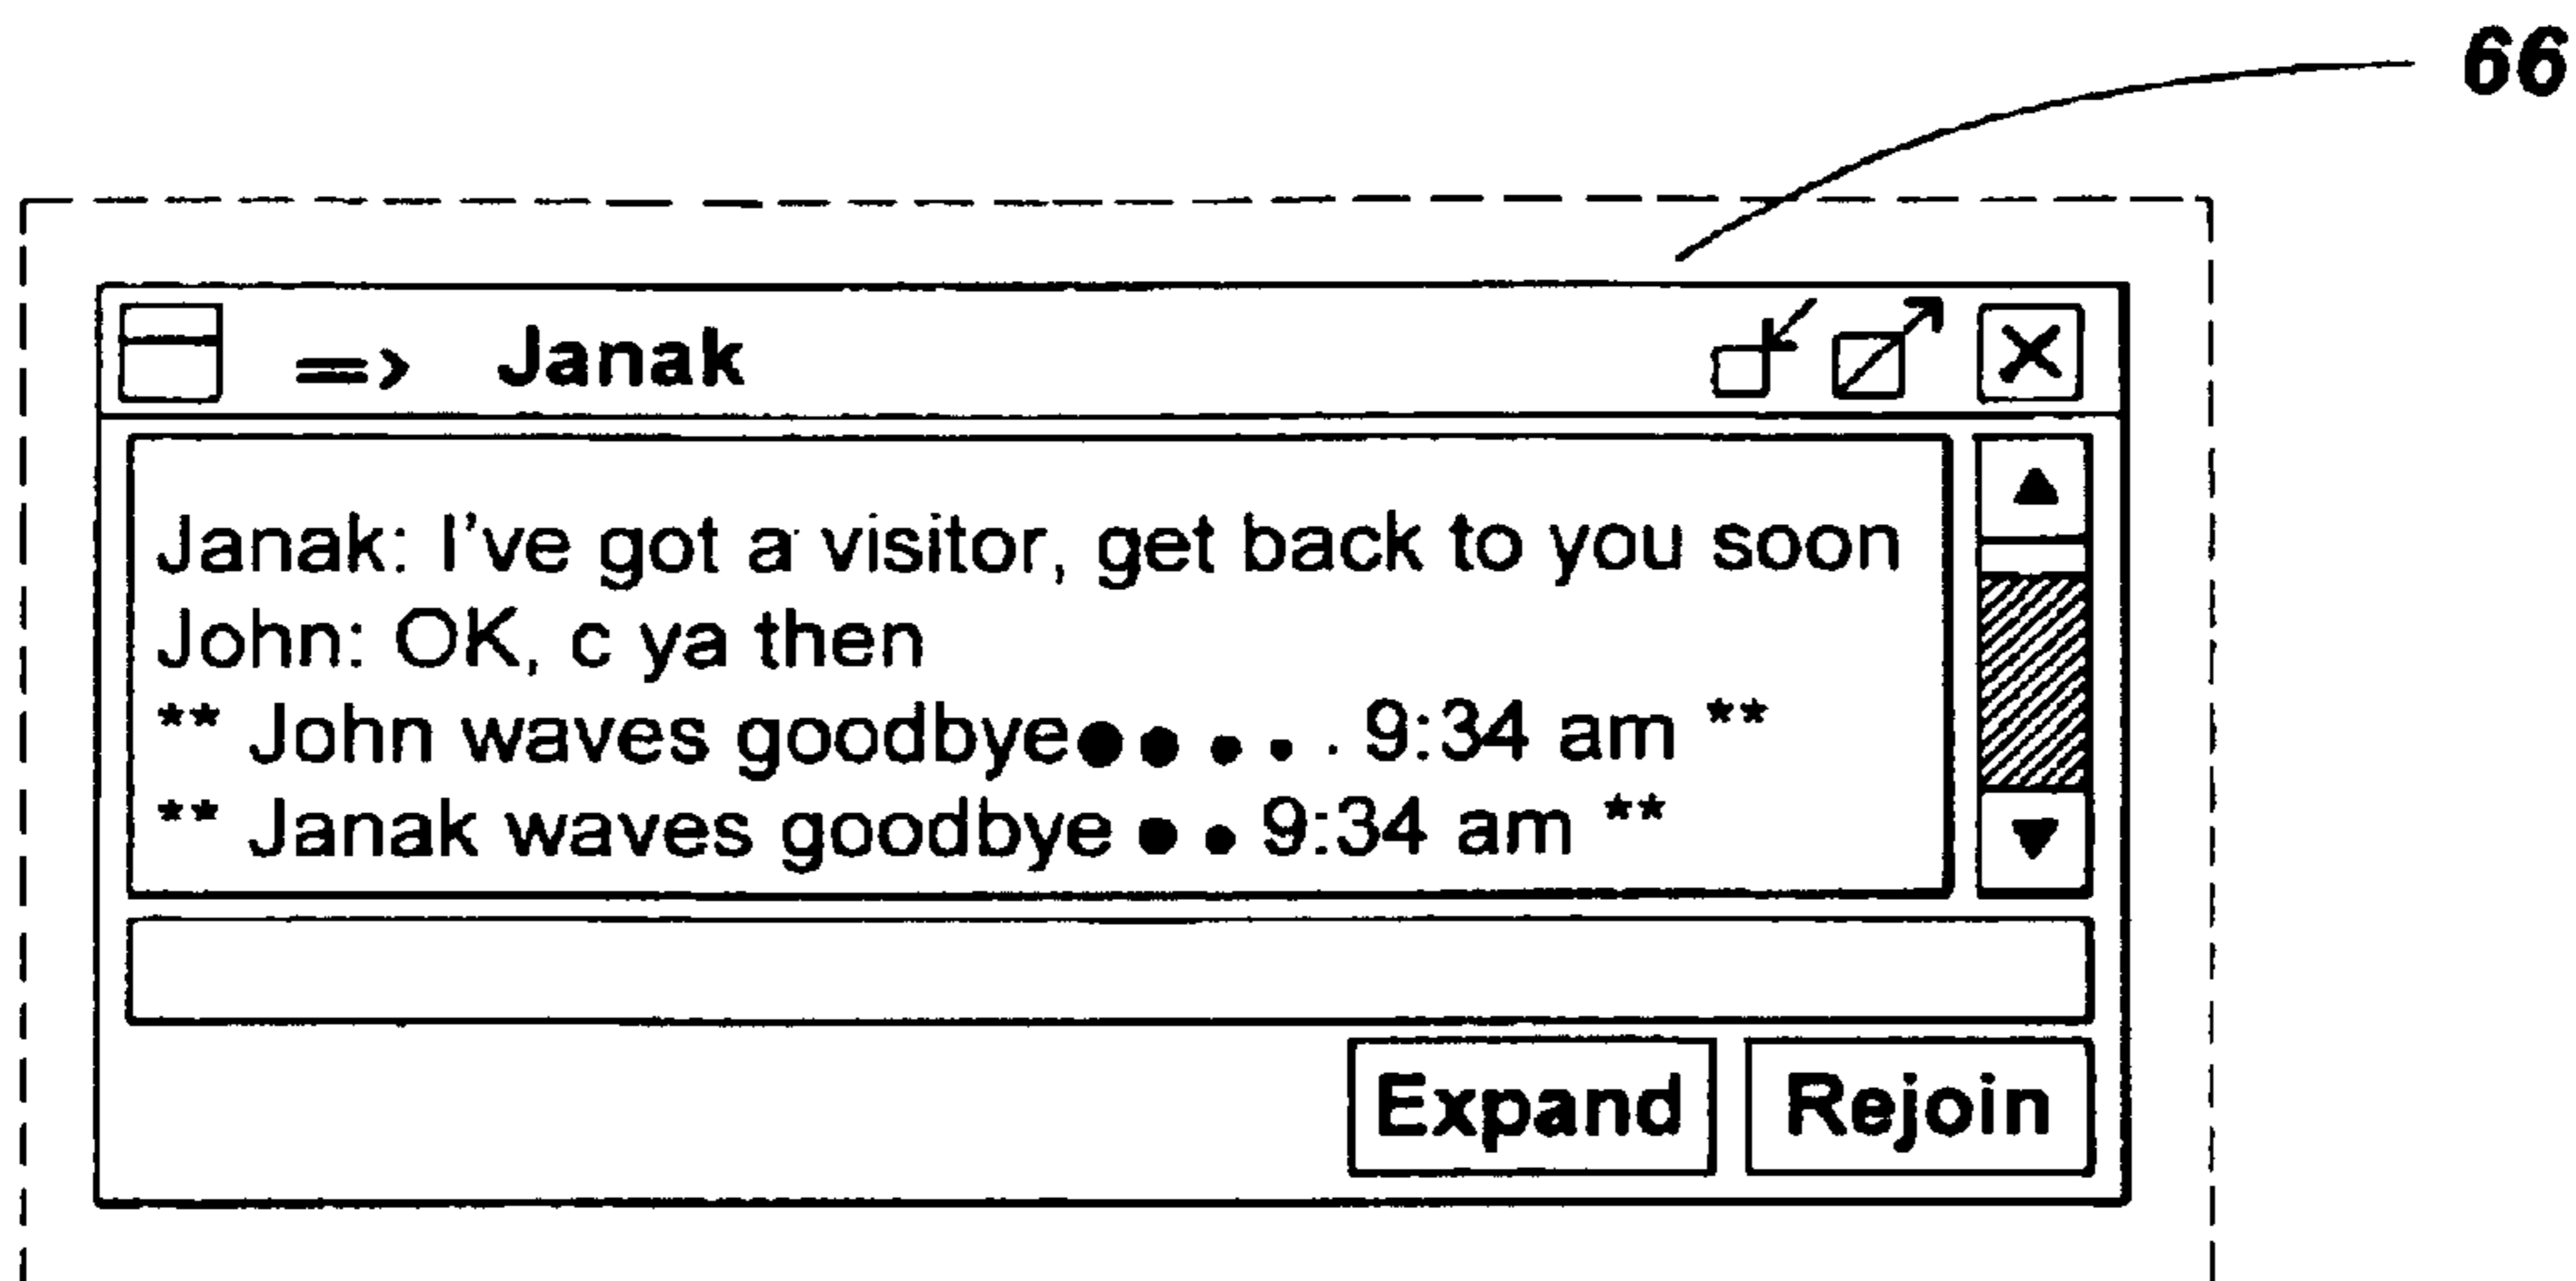 66
=> Janak
Janak: I've got a visitor, get back to you soon
John: OK, c ya then
** John waves goodbye●●••· 9:34 am **
** Janak waves goodbye ●• 9:34 am **
Expand Rejoin